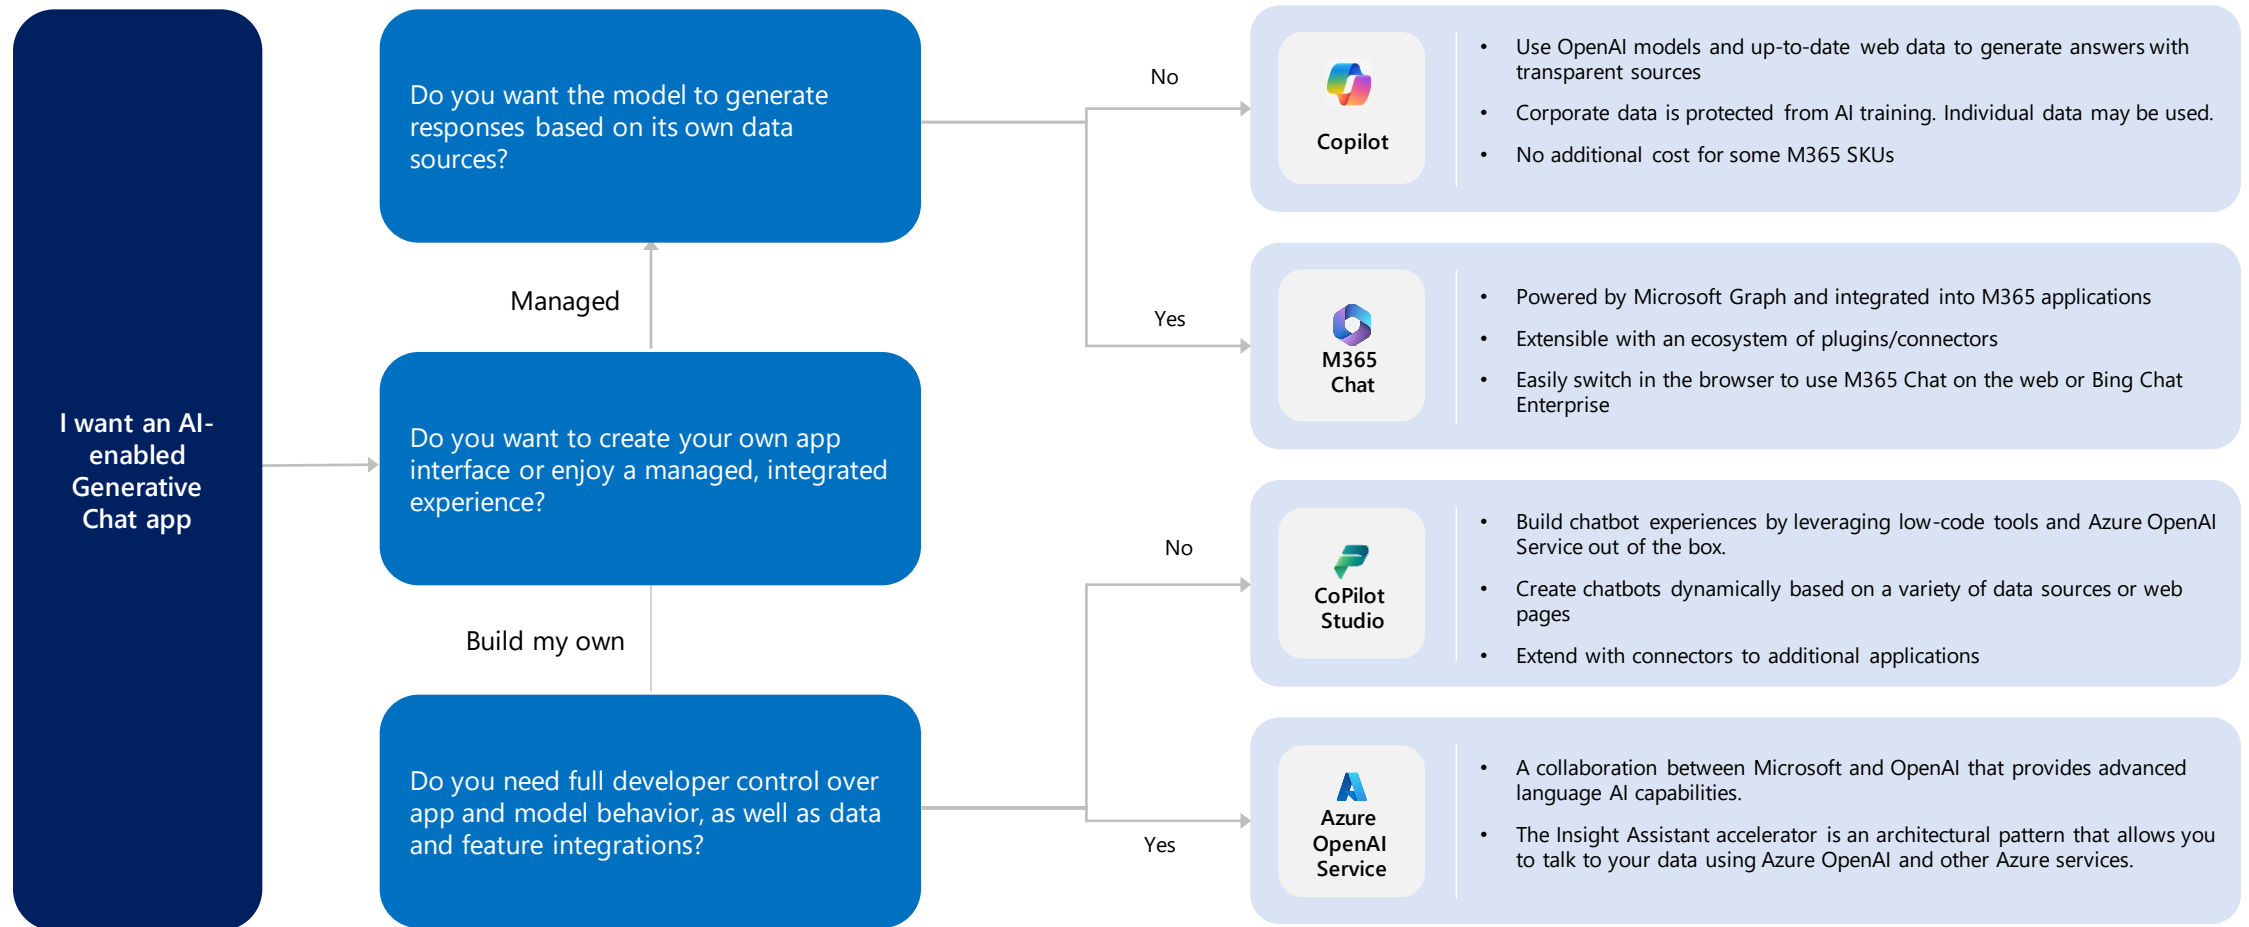 I want an AI-
enabled
Generative
Chat app
Do you want the model to generate
responses based on its own data
sources?
Managed
Do you want to create your own app
interface or enjoy a managed, integrated
experience?
Build my own
Do you need full developer control over
app and model behavior, as well as data
and feature integrations?
No
Yes
No
Yes
Copilot
• Use OpenAI models and up-to-date web data to generate answers with
transparent sources
• Corporate data is protected from AI training. Individual data may be used.
• No additional cost for some M365 SKUs
M365
Chat
• Powered by Microsoft Graph and integrated into M365 applications
• Extensible with an ecosystem of plugins/connectors
• Easily switch in the browser to use M365 Chat on the web or Bing Chat
Enterprise
CoPilot
Studio
• Build chatbot experiences by leveraging low-code tools and Azure OpenAI
Service out of the box.
• Create chatbots dynamically based on a variety of data sources or web
pages
• Extend with connectors to additional applications
Azure
OpenAI
Service
• A collaboration between Microsoft and OpenAI that provides advanced
language AI capabilities.
• The Insight Assistant accelerator is an architectural pattern that allows you
to talk to your data using Azure OpenAI and other Azure services.